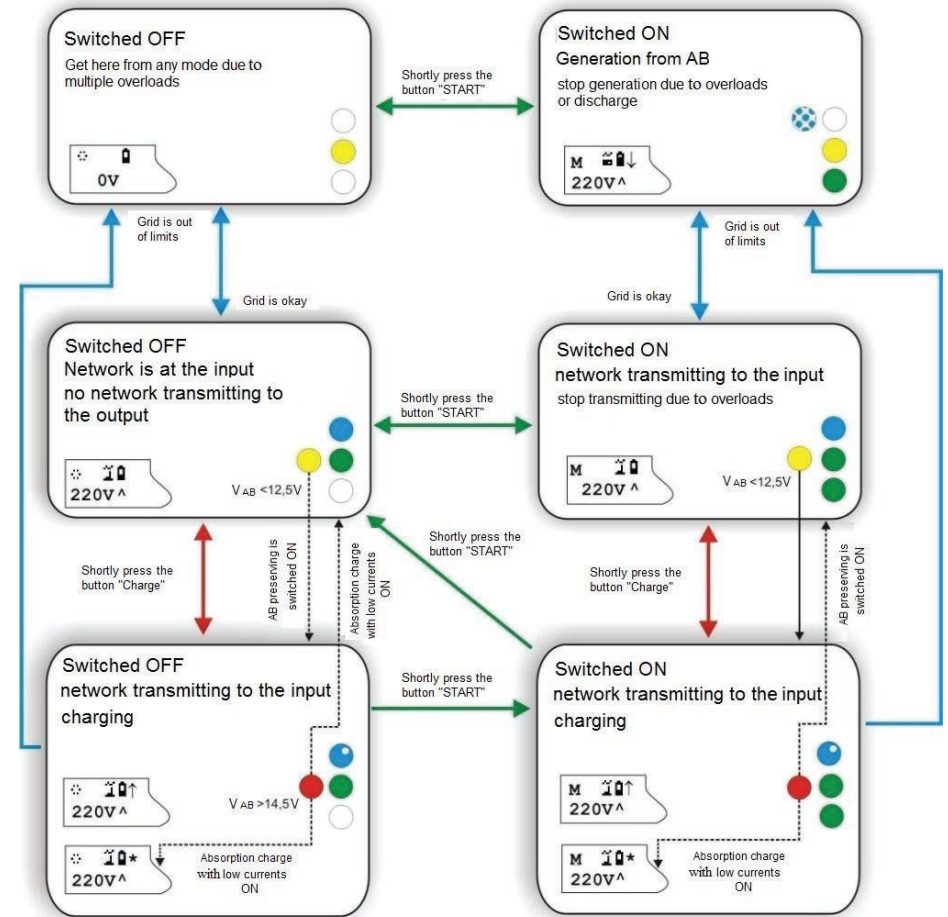 Switched OFF
Get here from any mode due to
multiple overloads
0V
Shortly press the
button "START"
Switched ON
Generation from AB
stop generation due to overloads
or discharge
M
220V^
Grid is out
of limits
Grid is okay
Grid is out
of limits
Grid is okay
Switched OFF
Network is at the input
no network transmitting to
the output
220V^
V AB <12,5V
Shortly press the
button "START"
Switched ON
network transmitting to the input
stop transmitting due to overloads
M
220V^
V AB <12,5V
Shortly press the
button "Charge"
AB preserving is
switched ON
Absorption charge
with low currents
ON
Shortly press the
button "START"
Shortly press the
button "Charge"
AB preserving is
switched ON
Switched OFF
network transmitting to the input
charging
220V^
V AB >14,5V
*
220V^
Absorption charge
with low currents
ON
Shortly press the
button "START"
Switched ON
network transmitting to the input
charging
M
220V^
M *
220V^
Absorption charge
with low currents
ON